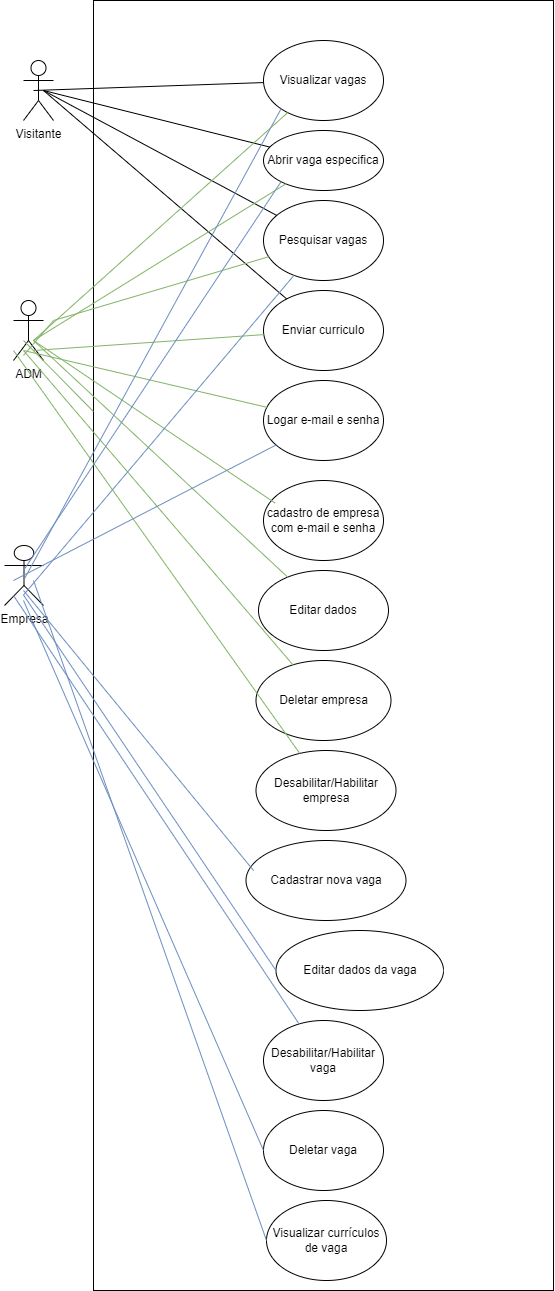 Visualizar vagas
Visitante
Abrir vaga especifica
Pesquisar vagas
Enviar curriculo
ADM
Logar e-mail e senha
cadastro de empresa
com e-mail e senha
Editar dados
Empresa
Deletar empresa
Desabilitar/Habilitar
empresa
Cadastrar nova vaga
Editar dados da vaga
Desabilitar/Habilitar
vaga
Deletar vaga
Visualizar currículos
de vaga